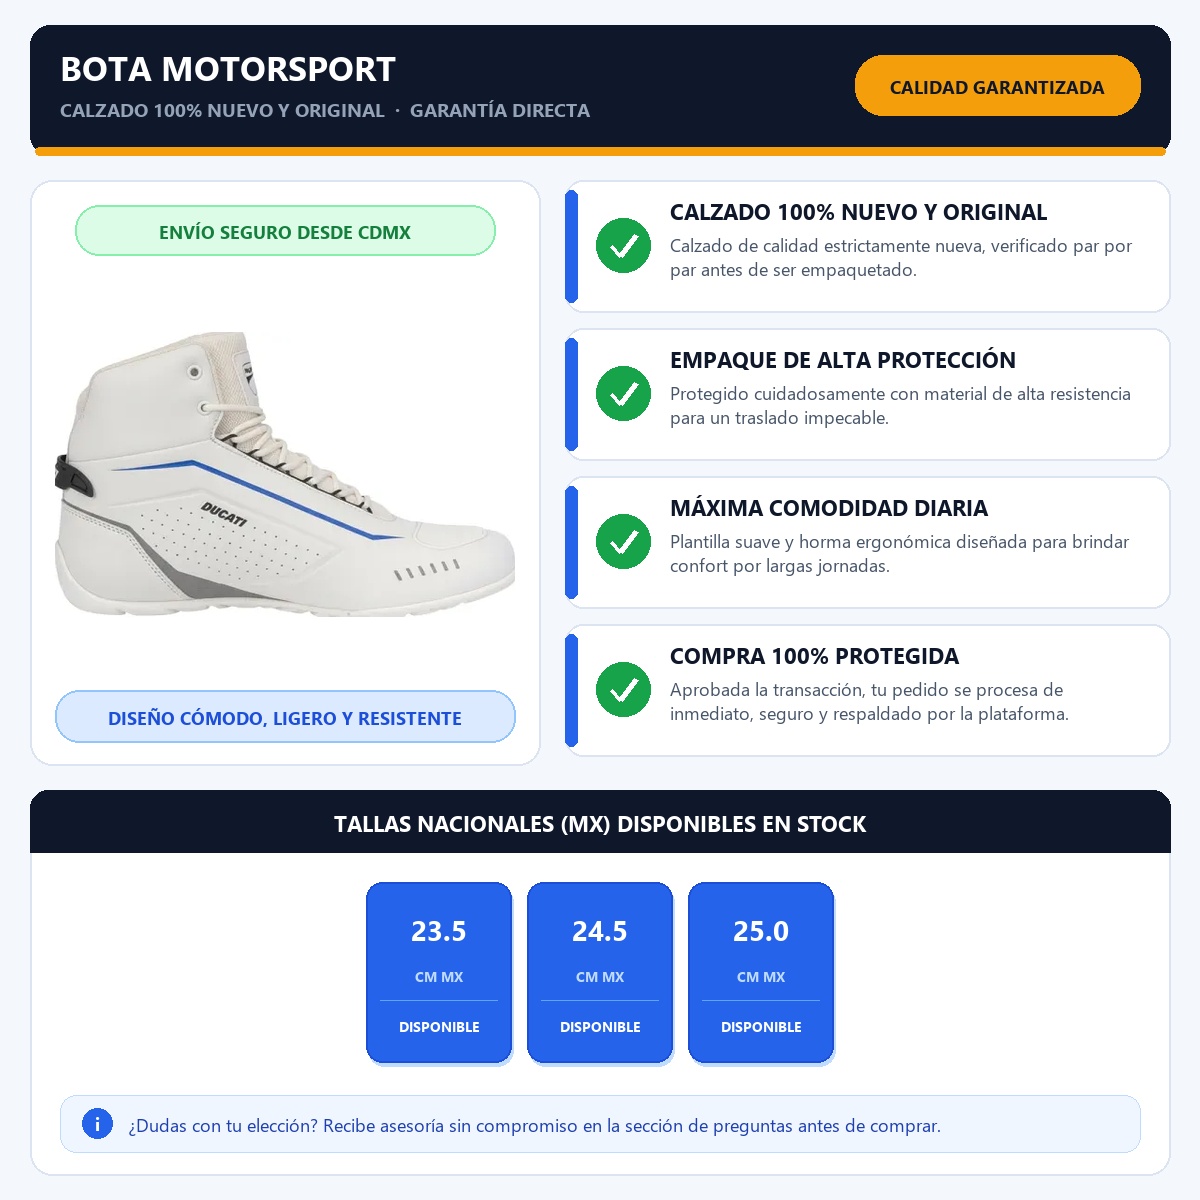 BOTA MOTORSPORT
CALZADO 100% NUEVO Y ORIGINAL · GARANTÍA DIRECTA
CALIDAD GARANTIZADA
ENVÍO SEGURO DESDE CDMX
DUCATI
DISEÑO CÓMODO, LIGERO Y RESISTENTE
CALZADO 100% NUEVO Y ORIGINAL
Calzado de calidad estrictamente nueva, verificado par por
par antes de ser empaquetado.
EMPAQUE DE ALTA PROTECCIÓN
Protegido cuidadosamente con material de alta resistencia
para un traslado impecable.
MÁXIMA COMODIDAD DIARIA
Plantilla suave y horma ergonómica diseñada para brindar
confort por largas jornadas.
COMPRA 100% PROTEGIDA
Aprobada la transacción, tu pedido se procesa de
inmediato, seguro y respaldado por la plataforma.
TALLAS NACIONALES (MX) DISPONIBLES EN STOCK
23.5
CM MX
DISPONIBLE
24.5
CM MX
DISPONIBLE
25.0
CM MX
DISPONIBLE
¿Dudas con tu elección? Recibe asesoría sin compromiso en la sección de preguntas antes de comprar.